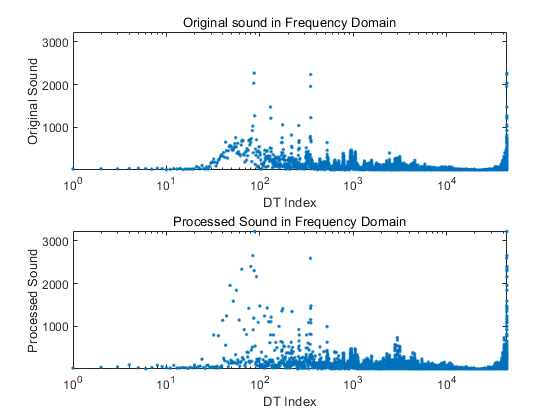 Original sound in Frequency Domain
3000
2000
1000
Original Sound
10^0 10^1 10^2 10^3 10^4
DT Index
Processed Sound in Frequency Domain
3000
2000
1000
Processed Sound
10^0 10^1 10^2 10^3 10^4
DT Index